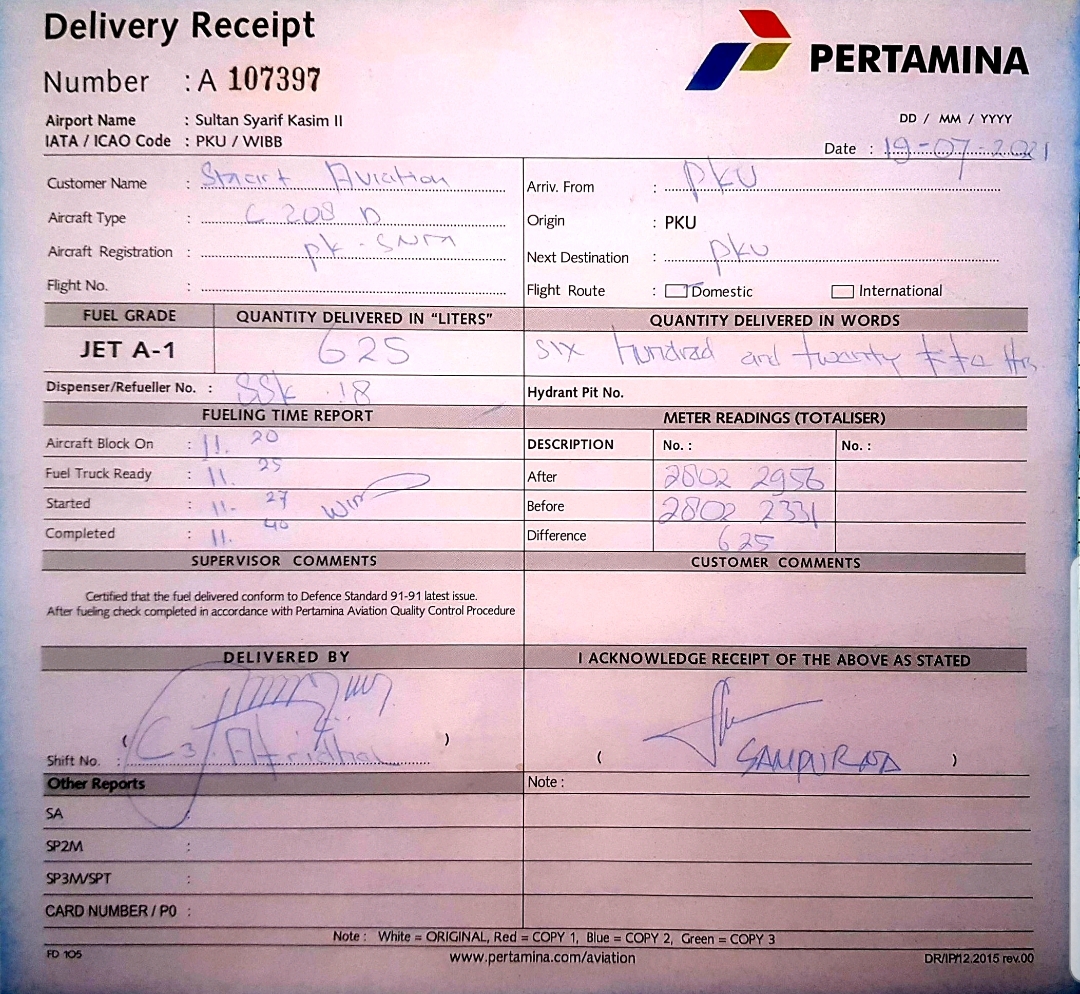 Delivery Receipt
PERTAMINA
Number : A 107397
Airport Name : Sultan Syarif Kasim II
IATA / ICAO Code : PKU / WIBB
DD / MM / YYYY
Date : 19-07-2021
Customer Name : Smart Aviation
Arriv. From : PKU
Aircraft Type : C 208 D
Origin : PKU
Aircraft Registration : PK-SNM
Next Destination : PKU
Flight No. :
Flight Route : Domestic International
FUEL GRADE QUANTITY DELIVERED IN "LITERS" QUANTITY DELIVERED IN WORDS
JET A-1 625 six hundrad and twanty
Dispenser/Refueller No. : SSK 18
Hydrant Pit No.
FUELING TIME REPORT METER READINGS (TOTALISER)
Aircraft Block On : 11. 20
DESCRIPTION No. : No. :
Fuel Truck Ready : 11. 25
After 2802 2956
Started : 11. 27
Before 2802 2331
Completed : 11. 40
Difference 625
SUPERVISOR COMMENTS CUSTOMER COMMENTS
Certified that the fuel delivered conform to Defence Standard 91-91 latest issue.
After fueling check completed in accordance with Pertamina Aviation Quality Control Procedure
DELIVERED BY I ACKNOWLEDGE RECEIPT OF THE ABOVE AS STATED
( )
Shift No. : C3
( )
Other Reports
Note :
SA :
SP2M :
SP3M/SPT :
CARD NUMBER / PO :
Note : White = ORIGINAL, Red = COPY 1, Blue = COPY 2, Green = COPY 3
FD 105
www.pertamina.com/aviation
DR/IP/12.2015 rev.00